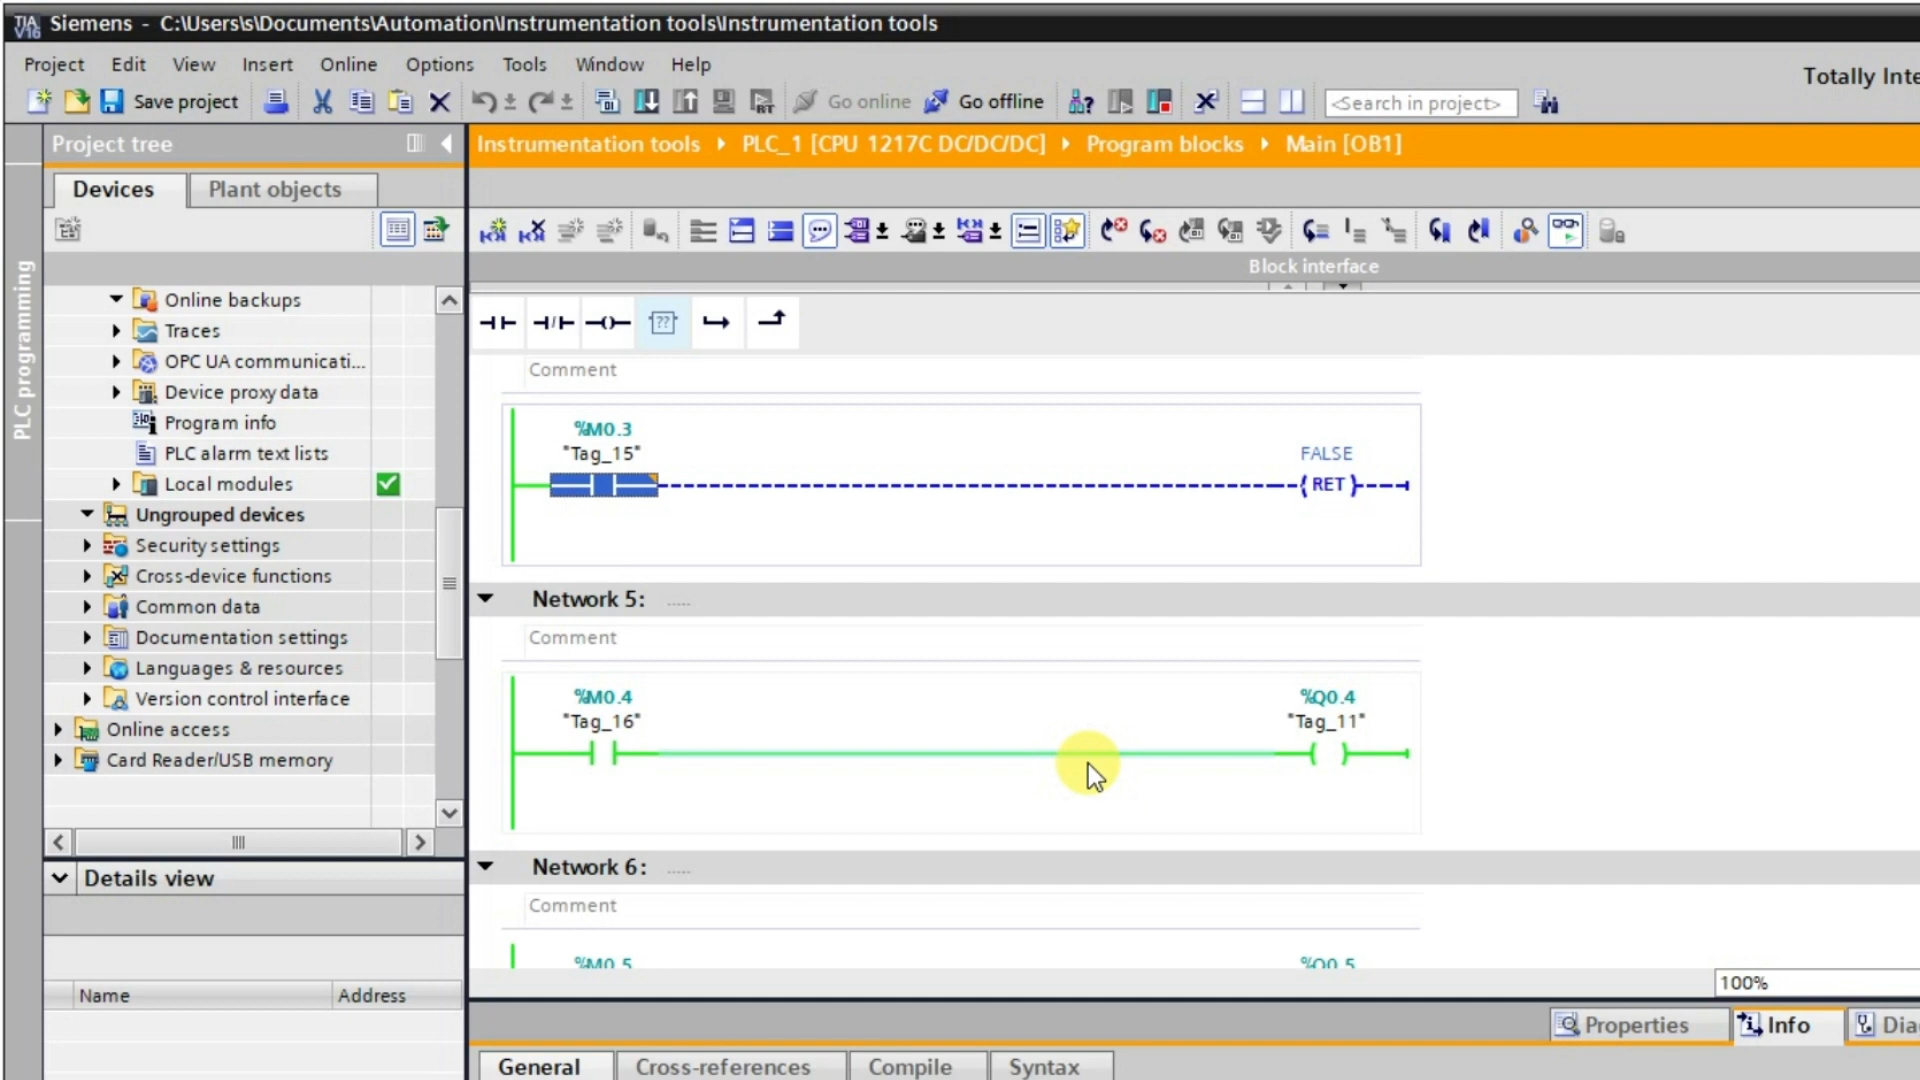 TIA V16 Siemens - C:\Users\s\Documents\Automation\Instrumentation tools\Instrumentation tools
Project Edit View Insert Online Options Tools Window Help
Totally Inte
Save project
Go online Go offline
<Search in project>
Project tree
Instrumentation tools PLC_1 [CPU 1217C DC/DC/DC] Program blocks Main [OB1]
Devices Plant objects
Block interface
PLC programming
Online backups
Traces
OPC UA communicati...
Device proxy data
Program info
PLC alarm text lists
Local modules
Ungrouped devices
Security settings
Cross-device functions
Common data
Documentation settings
Languages & resources
Version control interface
Online access
Card Reader/USB memory
Details view
Name Address
??
Comment
%M0.3
"Tag_15"
FALSE
RET
Network 5: .....
Comment
%M0.4 %Q0.4
"Tag_16" "Tag_11"
Network 6: .....
Comment
%M0.5 %Q0.5
100%
Properties Info Dia
General Cross-references Compile Syntax